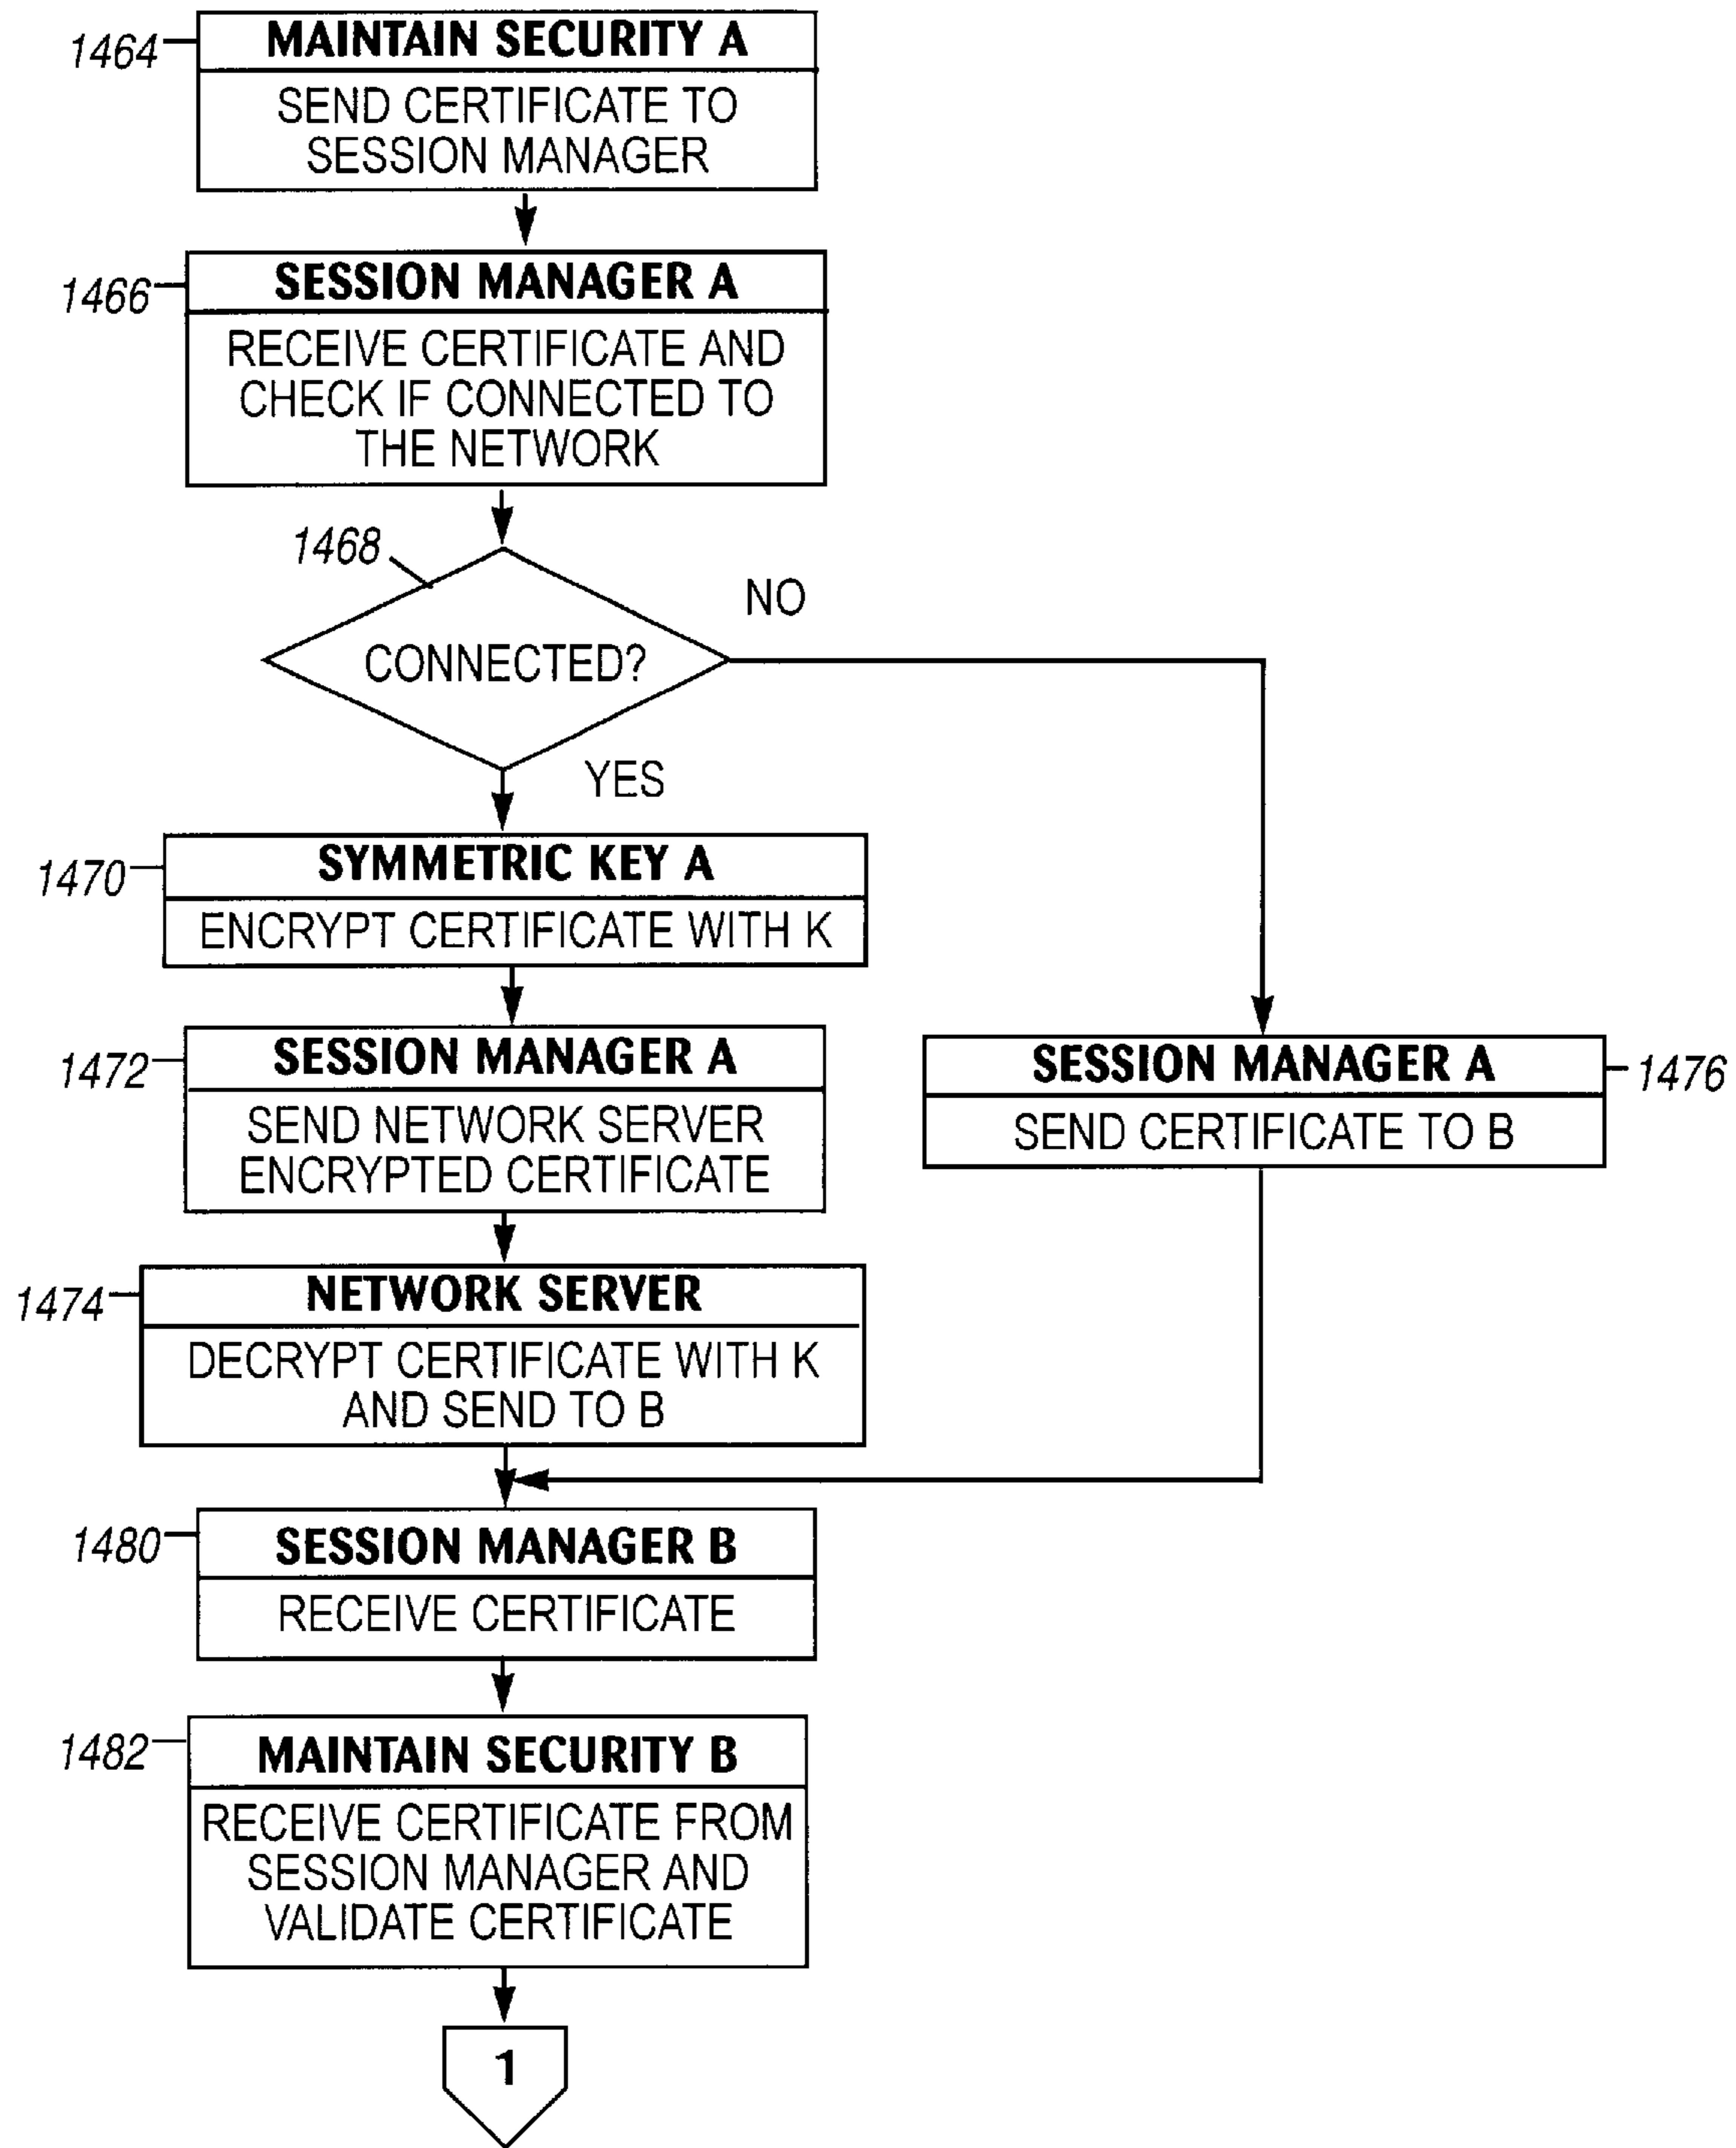 1464
MAINTAIN SECURITY A
SEND CERTIFICATE TO
SESSION MANAGER
1466
SESSION MANAGER A
RECEIVE CERTIFICATE AND
CHECK IF CONNECTED TO
THE NETWORK
1468
CONNECTED?
NO
YES
1470
SYMMETRIC KEY A
ENCRYPT CERTIFICATE WITH K
1472
SESSION MANAGER A
SEND NETWORK SERVER
ENCRYPTED CERTIFICATE
SESSION MANAGER A
1476
SEND CERTIFICATE TO B
1474
NETWORK SERVER
DECRYPT CERTIFICATE WITH K
AND SEND TO B
1480
SESSION MANAGER B
RECEIVE CERTIFICATE
1482
MAINTAIN SECURITY B
RECEIVE CERTIFICATE FROM
SESSION MANAGER AND
VALIDATE CERTIFICATE
1